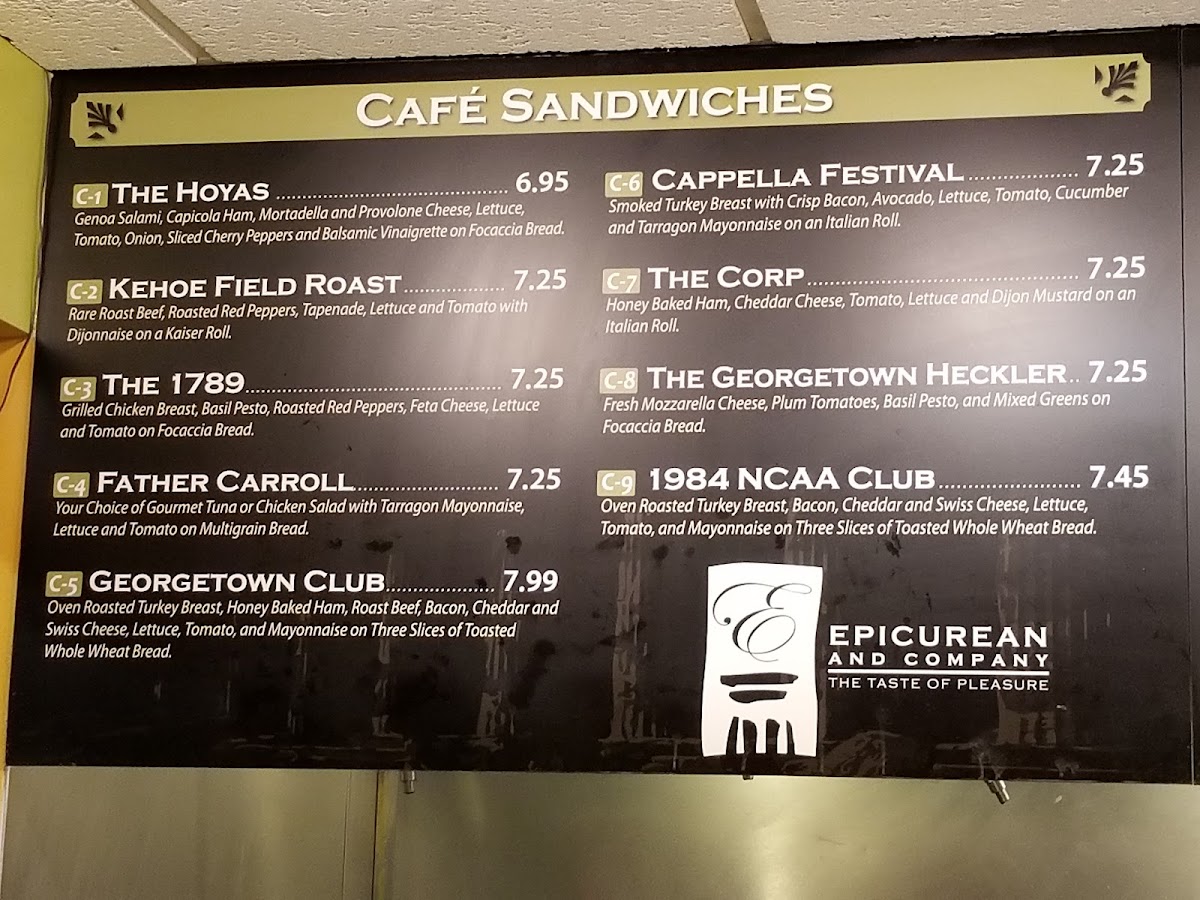 CAFÉ SANDWICHES
C-1 THE HOYAS ........................................ 6.95
Genoa Salami, Capicola Ham, Mortadella and Provolone Cheese, Lettuce,
Tomato, Onion, Sliced Cherry Peppers and Balsamic Vinaigrette on Focaccia Bread.
C-2 KEHOE FIELD ROAST .................. 7.25
Rare Roast Beef, Roasted Red Peppers, Tapenade, Lettuce and Tomato with
Dijonnaise on a Kaiser Roll.
C-3 THE 1789 ............................................ 7.25
Grilled Chicken Breast, Basil Pesto, Roasted Red Peppers, Feta Cheese, Lettuce
and Tomato on Focaccia Bread.
C-4 FATHER CARROLL ......................... 7.25
Your Choice of Gourmet Tuna or Chicken Salad with Tarragon Mayonnaise,
Lettuce and Tomato on Multigrain Bread.
C-5 GEORGETOWN CLUB ................... 7.99
Oven Roasted Turkey Breast, Honey Baked Ham, Roast Beef, Bacon, Cheddar and
Swiss Cheese, Lettuce, Tomato, and Mayonnaise on Three Slices of Toasted
Whole Wheat Bread.
C-6 CAPPELLA FESTIVAL ................... 7.25
Smoked Turkey Breast with Crisp Bacon, Avocado, Lettuce, Tomato, Cucumber
and Tarragon Mayonnaise on an Italian Roll.
C-7 THE CORP ............................................... 7.25
Honey Baked Ham, Cheddar Cheese, Tomato, Lettuce and Dijon Mustard on an
Italian Roll.
C-8 THE GEORGETOWN HECKLER .. 7.25
Fresh Mozzarella Cheese, Plum Tomatoes, Basil Pesto, and Mixed Greens on
Focaccia Bread.
C-9 1984 NCAA CLUB ........................ 7.45
Oven Roasted Turkey Breast, Bacon, Cheddar and Swiss Cheese, Lettuce,
Tomato, and Mayonnaise on Three Slices of Toasted Whole Wheat Bread.
E
EPICUREAN
AND COMPANY
THE TASTE OF PLEASURE